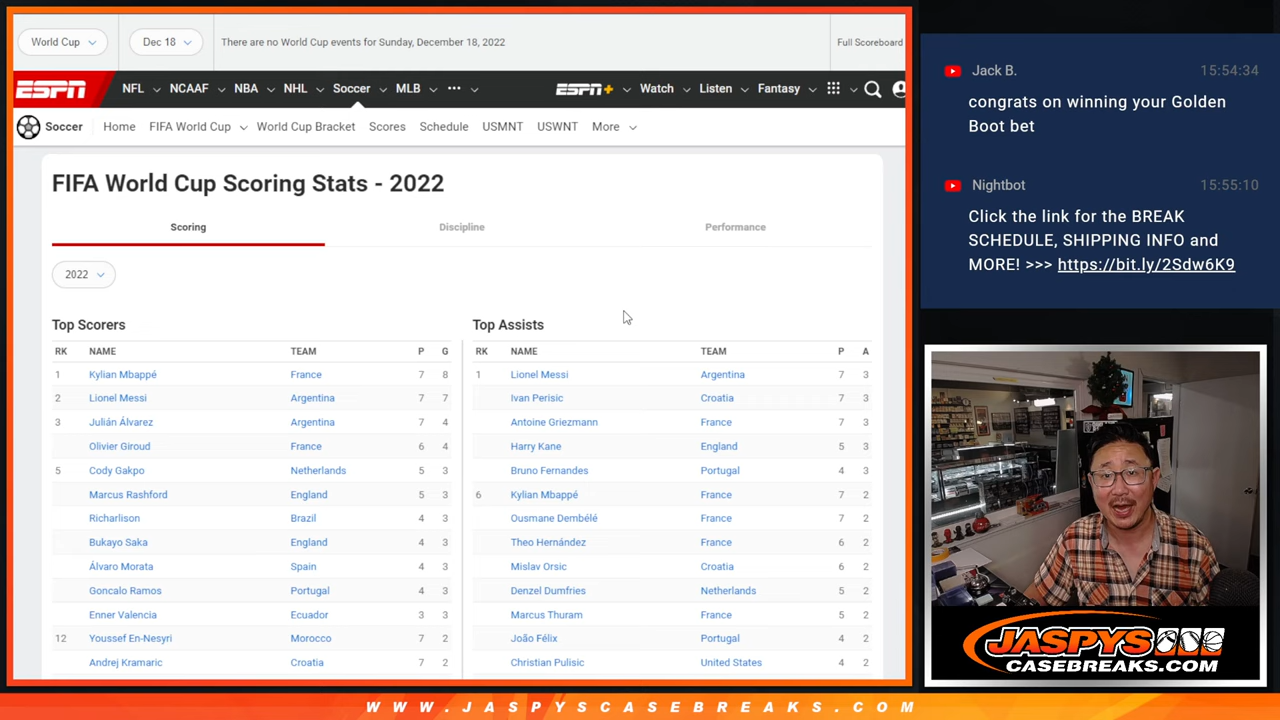 World Cup
Dec 18
There are no World Cup events for Sunday, December 18, 2022
Full Scoreboard
ESPN
NFL
NCAAF
NBA
NHL
Soccer
MLB
•••
ESPN+
Watch
Listen
Fantasy
Soccer
Home
FIFA World Cup
World Cup Bracket
Scores
Schedule
USMNT
USWNT
More
FIFA World Cup Scoring Stats - 2022
Scoring
Discipline
Performance
2022
Top Scorers
RK NAME TEAM P G
1 Kylian Mbappé France 7 8
2 Lionel Messi Argentina 7 7
3 Julián Álvarez Argentina 7 4
Olivier Giroud France 6 4
5 Cody Gakpo Netherlands 5 3
Marcus Rashford England 5 3
Richarlison Brazil 4 3
Bukayo Saka England 4 3
Álvaro Morata Spain 4 3
Goncalo Ramos Portugal 4 3
Enner Valencia Ecuador 3 3
12 Youssef En-Nesyri Morocco 7 2
Andrej Kramaric Croatia 7 2
Top Assists
RK NAME TEAM P A
1 Lionel Messi Argentina 7 3
Ivan Perisic Croatia 7 3
Antoine Griezmann France 7 3
Harry Kane England 5 3
Bruno Fernandes Portugal 4 3
6 Kylian Mbappé France 7 2
Ousmane Dembélé France 7 2
Theo Hernández France 6 2
Mislav Orsic Croatia 6 2
Denzel Dumfries Netherlands 5 2
Marcus Thuram France 5 2
João Félix Portugal 4 2
Christian Pulisic United States 4 2
Jack B. 15:54:34
congrats on winning your Golden
Boot bet
Nightbot 15:55:10
Click the link for the BREAK
SCHEDULE, SHIPPING INFO and
MORE! >>> https://bit.ly/2Sdw6K9
JASPYS
CASEBREAKS.COM
WWW.JASPYSCASEBREAKS.COM